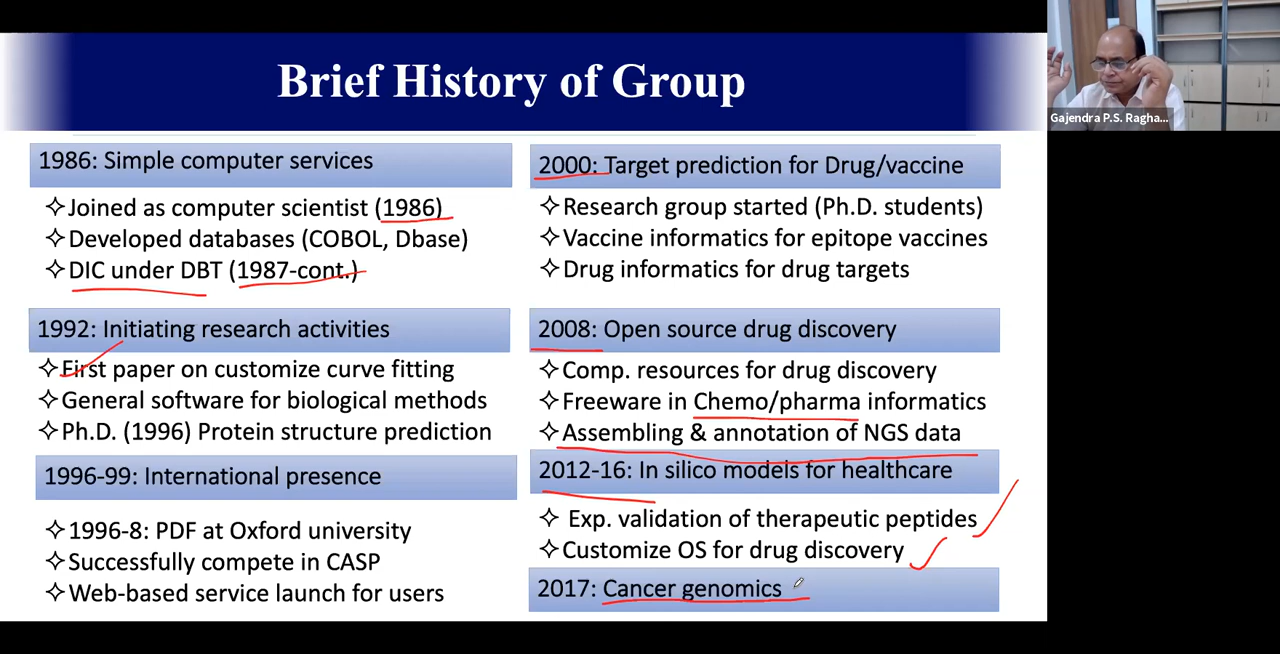 Brief History of Group
1986: Simple computer services
✧Joined as computer scientist (1986)
✧Developed databases (COBOL, Dbase)
✧DIC under DBT (1987-cont.)
1992: Initiating research activities
✧First paper on customize curve fitting
✧General software for biological methods
✧Ph.D. (1996) Protein structure prediction
1996-99: International presence
✧1996-8: PDF at Oxford university
✧Successfully compete in CASP
✧Web-based service launch for users
2000: Target prediction for Drug/vaccine
✧Research group started (Ph.D. students)
✧Vaccine informatics for epitope vaccines
✧Drug informatics for drug targets
2008: Open source drug discovery
✧Comp. resources for drug discovery
✧Freeware in Chemo/pharma informatics
✧Assembling & annotation of NGS data
2012-16: In silico models for healthcare
✧ Exp. validation of therapeutic peptides
✧Customize OS for drug discovery
2017: Cancer genomics
Gajendra P.S. Ragha...